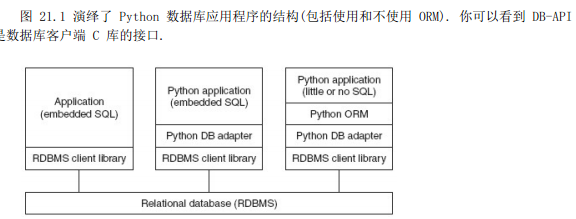 图 21.1 演绎了 Python 数据库应用程序的结构(包括使用和不使用 ORM). 你可以看到 DB-API
是数据库客户端 C 库的接口.
Application
(embedded SQL)
RDBMS client library
Python application
(embedded SQL)
Python DB adapter
RDBMS client library
Python application
(little or no SQL)
Python ORM
Python DB adapter
RDBMS client library
Relational database (RDBMS)